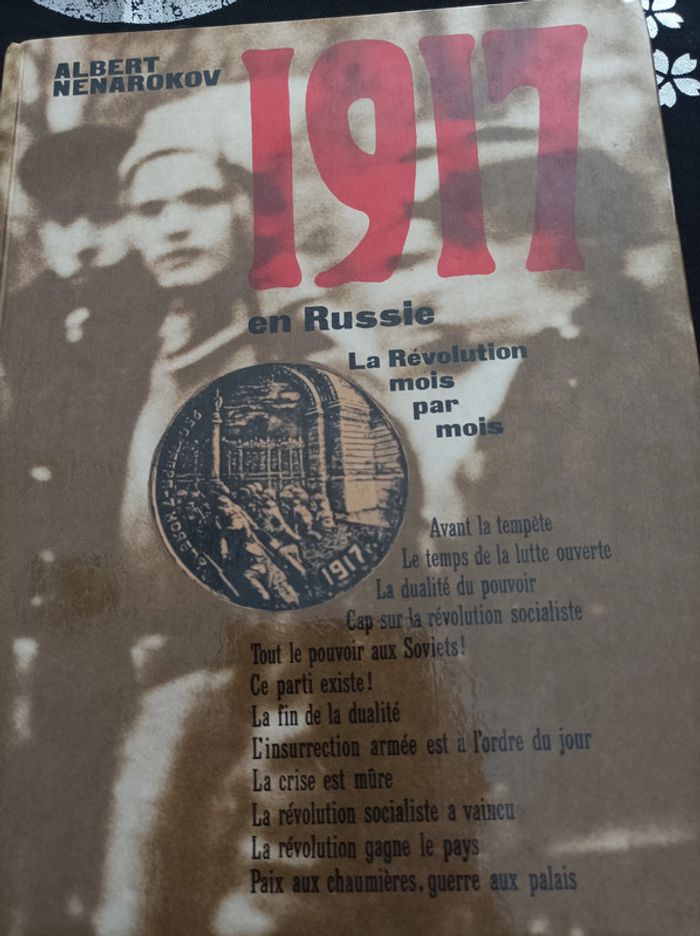 ALBERT
NENAROKOV
1917
en Russie
La Révolution
mois
par
mois
1917
Avant la tempête
Le temps de la lutte ouverte
La dualité du pouvoir
Cap sur la révolution socialiste
Tout le pouvoir aux Soviets!
Ce parti existe!
La fin de la dualité
L'insurrection armée est à l'ordre du jour
La crise est mûre
La révolution socialiste a vaincu
La révolution gagne le pays
Paix aux chaumières, guerre aux palais